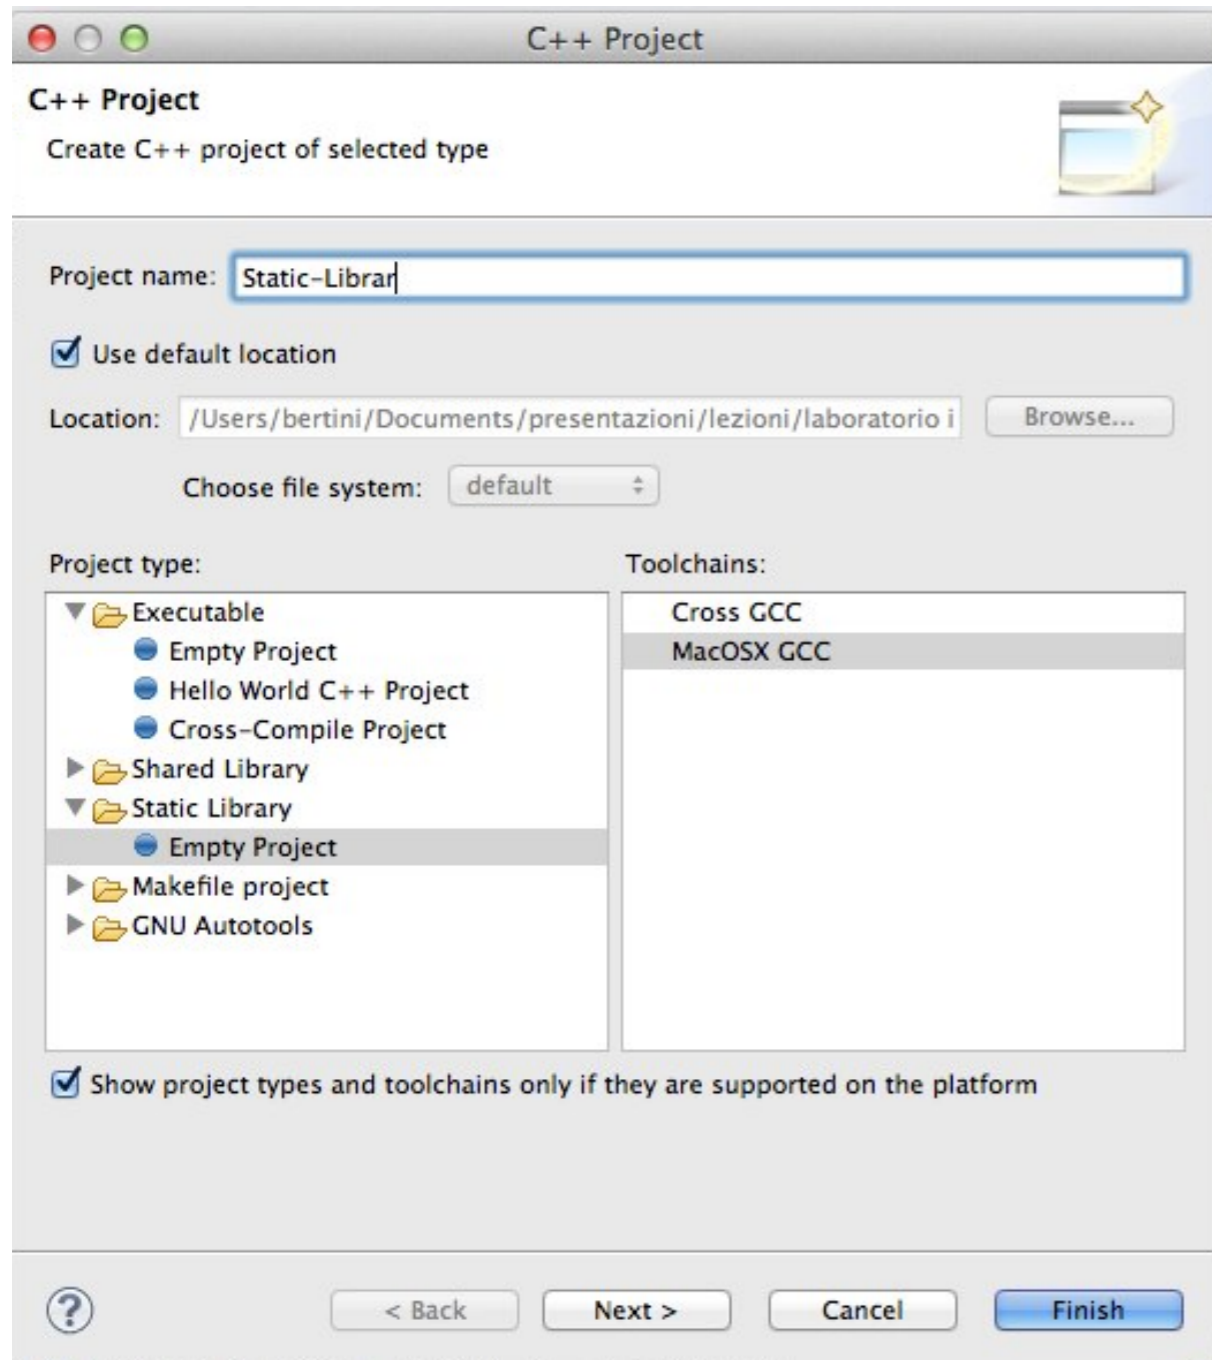 C++ Project
C++ Project
Create C++ project of selected type
Project name: Static-Librar
Use default location
Location: /Users/bertini/Documents/presentazioni/lezioni/laboratorio i Browse...
Choose file system: default
Project type: Toolchains:
Executable Cross GCC
Empty Project MacOSX GCC
Hello World C++ Project
Cross-Compile Project
Shared Library
Static Library
Empty Project
Makefile project
GNU Autotools
Show project types and toolchains only if they are supported on the platform
? < Back Next > Cancel Finish